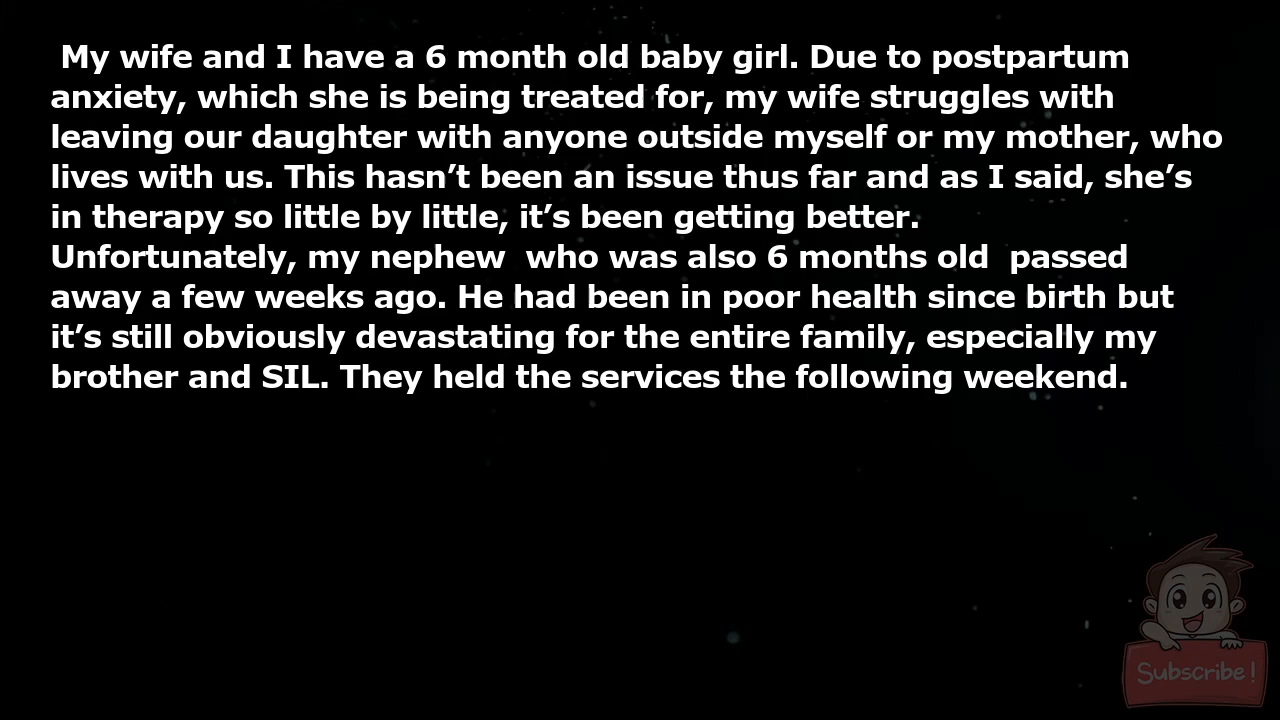 My wife and I have a 6 month old baby girl. Due to postpartum
anxiety, which she is being treated for, my wife struggles with
leaving our daughter with anyone outside myself or my mother, who
lives with us. This hasn’t been an issue thus far and as I said, she’s
in therapy so little by little, it’s been getting better.
Unfortunately, my nephew  who was also 6 months old  passed
away a few weeks ago. He had been in poor health since birth but
it’s still obviously devastating for the entire family, especially my
brother and SIL. They held the services the following weekend.
Subscribe!